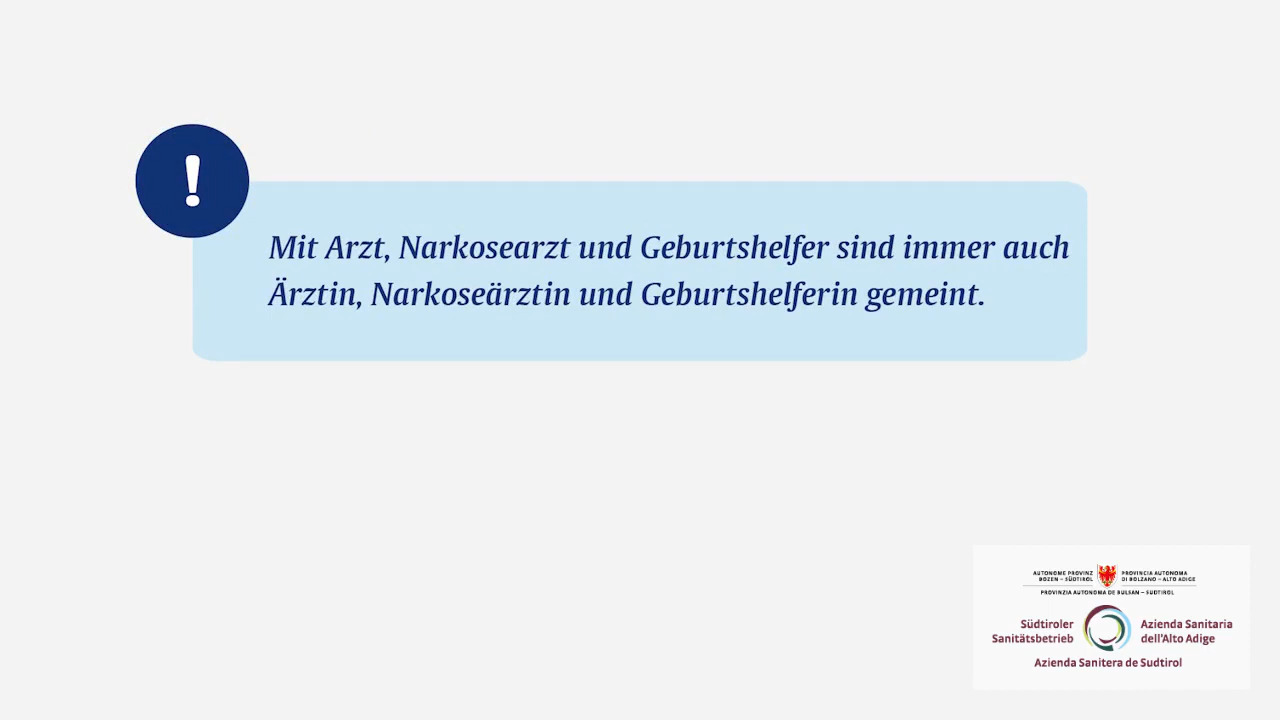 !
Mit Arzt, Narkosearzt und Geburtshelfer sind immer auch
Ärztin, Narkoseärztin und Geburtshelferin gemeint.
AUTONOME PROVINZ
BOZEN – SÜDTIROL
PROVINCIA AUTONOMA
DI BOLZANO – ALTO ADIGE
PROVINZIA AUTONOMA DE BULSAN – SÜDTIROL
Südtiroler
Sanitätsbetrieb
Azienda Sanitaria
dell'Alto Adige
Azienda Sanitera de Sudtirol